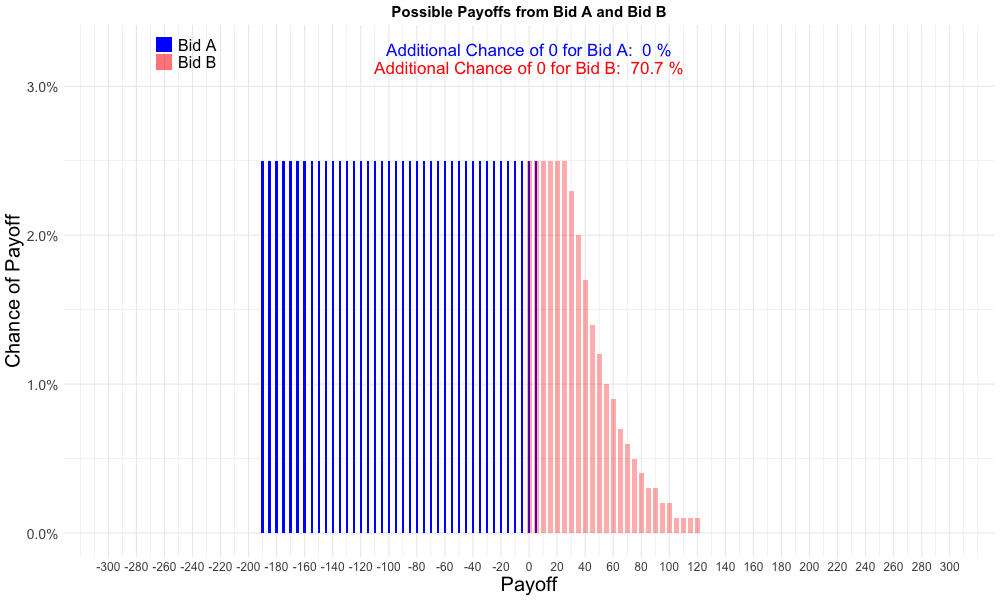 Possible Payoffs from Bid A and Bid B
Bid A
Bid B
Additional Chance of 0 for Bid A:  0 %
Additional Chance of 0 for Bid B:  70.7 %
Chance of Payoff
3.0%
2.0%
1.0%
0.0%
-300 -280 -260 -240 -220 -200 -180 -160 -140 -120 -100 -80 -60 -40 -20 0 20 40 60 80 100 120 140 160 180 200 220 240 260 280 300
Payoff